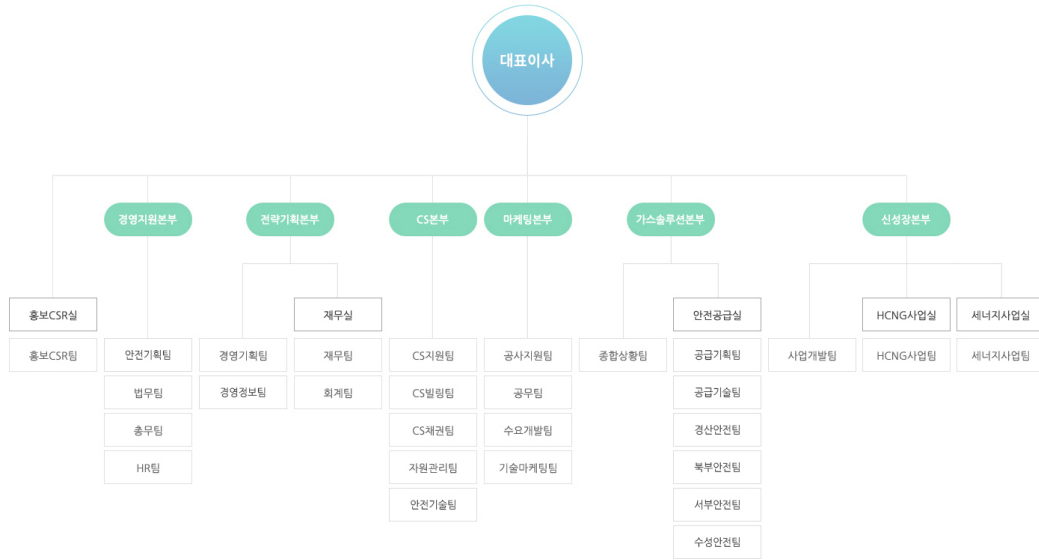 대표이사
경영지원본부
전략기획본부
CS본부
마케팅본부
가스솔루션본부
신성장본부
홍보CSR실
재무실
안전공급실
HCNG사업실
세너지사업실
홍보CSR팀
안전기획팀
경영기획팀
재무팀
CS지원팀
공사지원팀
종합상황팀
공급기획팀
사업개발팀
HCNG사업팀
세너지사업팀
법무팀
경영정보팀
회계팀
CS빌링팀
공무팀
공급기술팀
총무팀
CS채권팀
수요개발팀
경산안전팀
HR팀
자원관리팀
기술마케팅팀
북부안전팀
안전기술팀
서부안전팀
수성안전팀